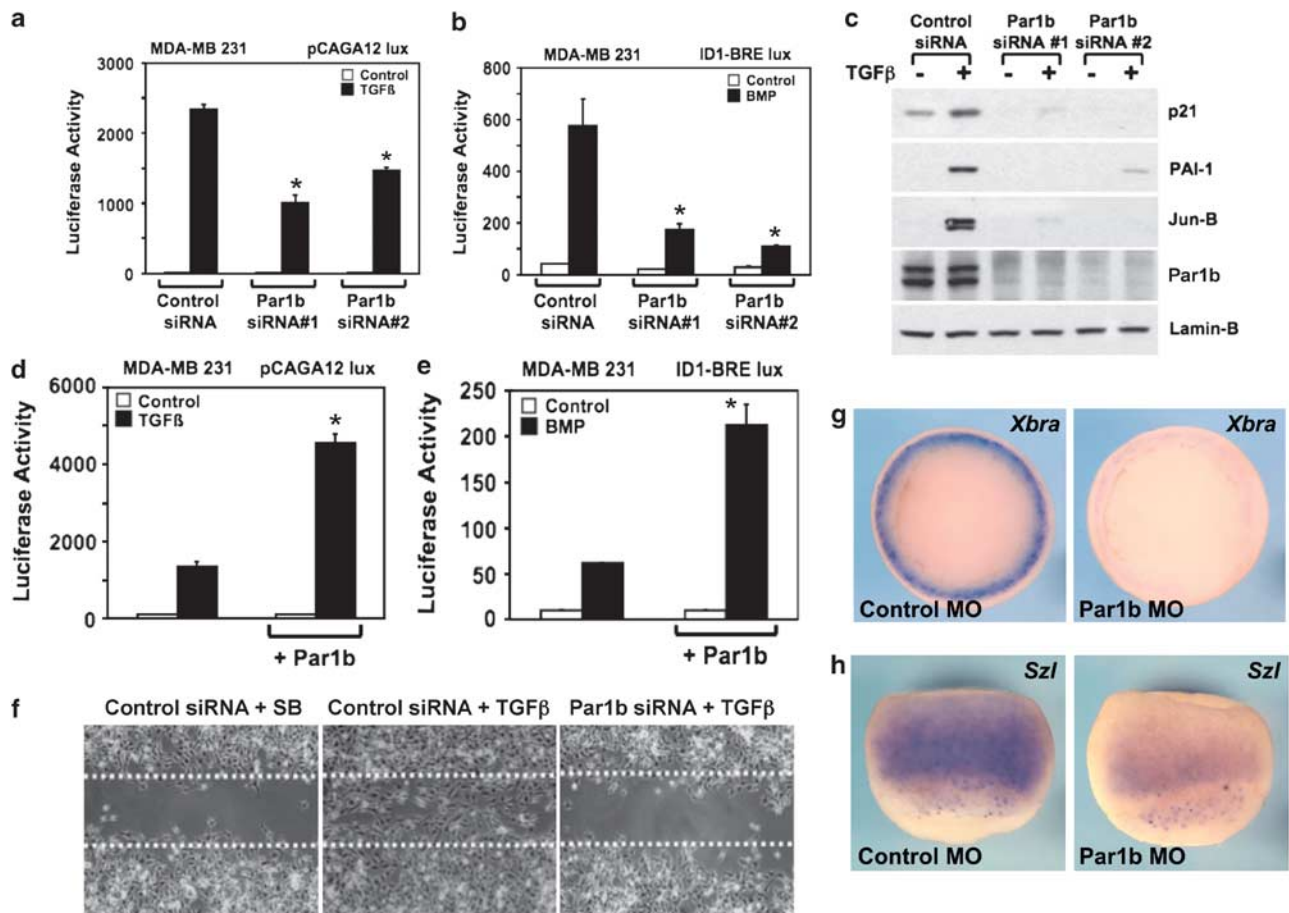 a
MDA-MB 231 pCAGA12 lux
Control
TGFß
Luciferase Activity
3000
2500
2000
1500
1000
0
*
*
Control siRNA
Par1b siRNA#1
Par1b siRNA#2
b
MDA-MB 231 ID1-BRE lux
Control
BMP
Luciferase Activity
800
600
400
200
0
*
*
Control siRNA
Par1b siRNA#1
Par1b siRNA#2
c
Control siRNA
Par1b siRNA #1
Par1b siRNA #2
TGFβ - + - + - +
p21
PAI-1
Jun-B
Par1b
Lamin-B
d
MDA-MB 231 pCAGA12 lux
Control
TGFß
Luciferase Activity
6000
4000
2000
0
*
+ Par1b
e
MDA-MB 231 ID1-BRE lux
Control
BMP
Luciferase Activity
250
200
150
100
50
0
*
+ Par1b
f
Control siRNA + SB
Control siRNA + TGFβ
Par1b siRNA + TGFβ
g
Xbra
Control MO
Xbra
Par1b MO
h
Szl
Control MO
Szl
Par1b MO